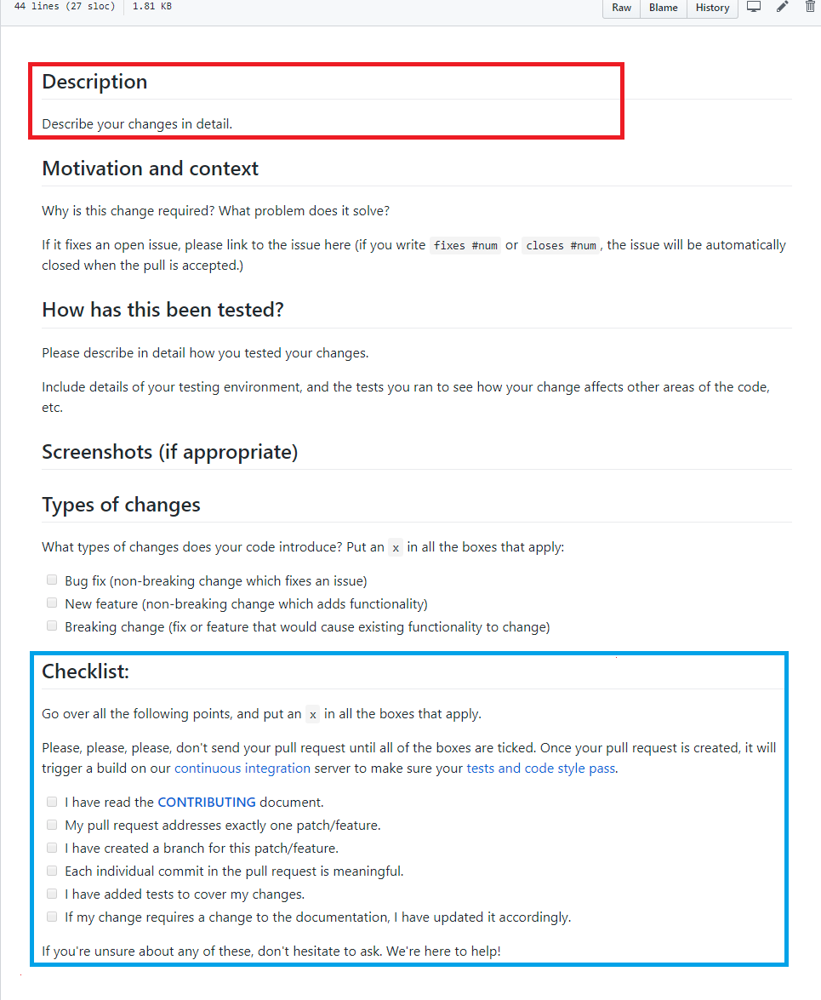 44 lines (27 sloc) 1.81 KB
Raw Blame History
Description
Describe your changes in detail.
Motivation and context
Why is this change required? What problem does it solve?
If it fixes an open issue, please link to the issue here (if you write fixes #num or closes #num, the issue will be automatically
closed when the pull is accepted.)
How has this been tested?
Please describe in detail how you tested your changes.
Include details of your testing environment, and the tests you ran to see how your change affects other areas of the code,
etc.
Screenshots (if appropriate)
Types of changes
What types of changes does your code introduce? Put an x in all the boxes that apply:
Bug fix (non-breaking change which fixes an issue)
New feature (non-breaking change which adds functionality)
Breaking change (fix or feature that would cause existing functionality to change)
Checklist:
Go over all the following points, and put an x in all the boxes that apply.
Please, please, please, don't send your pull request until all of the boxes are ticked. Once your pull request is created, it will
trigger a build on our continuous integration server to make sure your tests and code style pass.
I have read the CONTRIBUTING document.
My pull request addresses exactly one patch/feature.
I have created a branch for this patch/feature.
Each individual commit in the pull request is meaningful.
I have added tests to cover my changes.
If my change requires a change to the documentation, I have updated it accordingly.
If you're unsure about any of these, don't hesitate to ask. We're here to help!